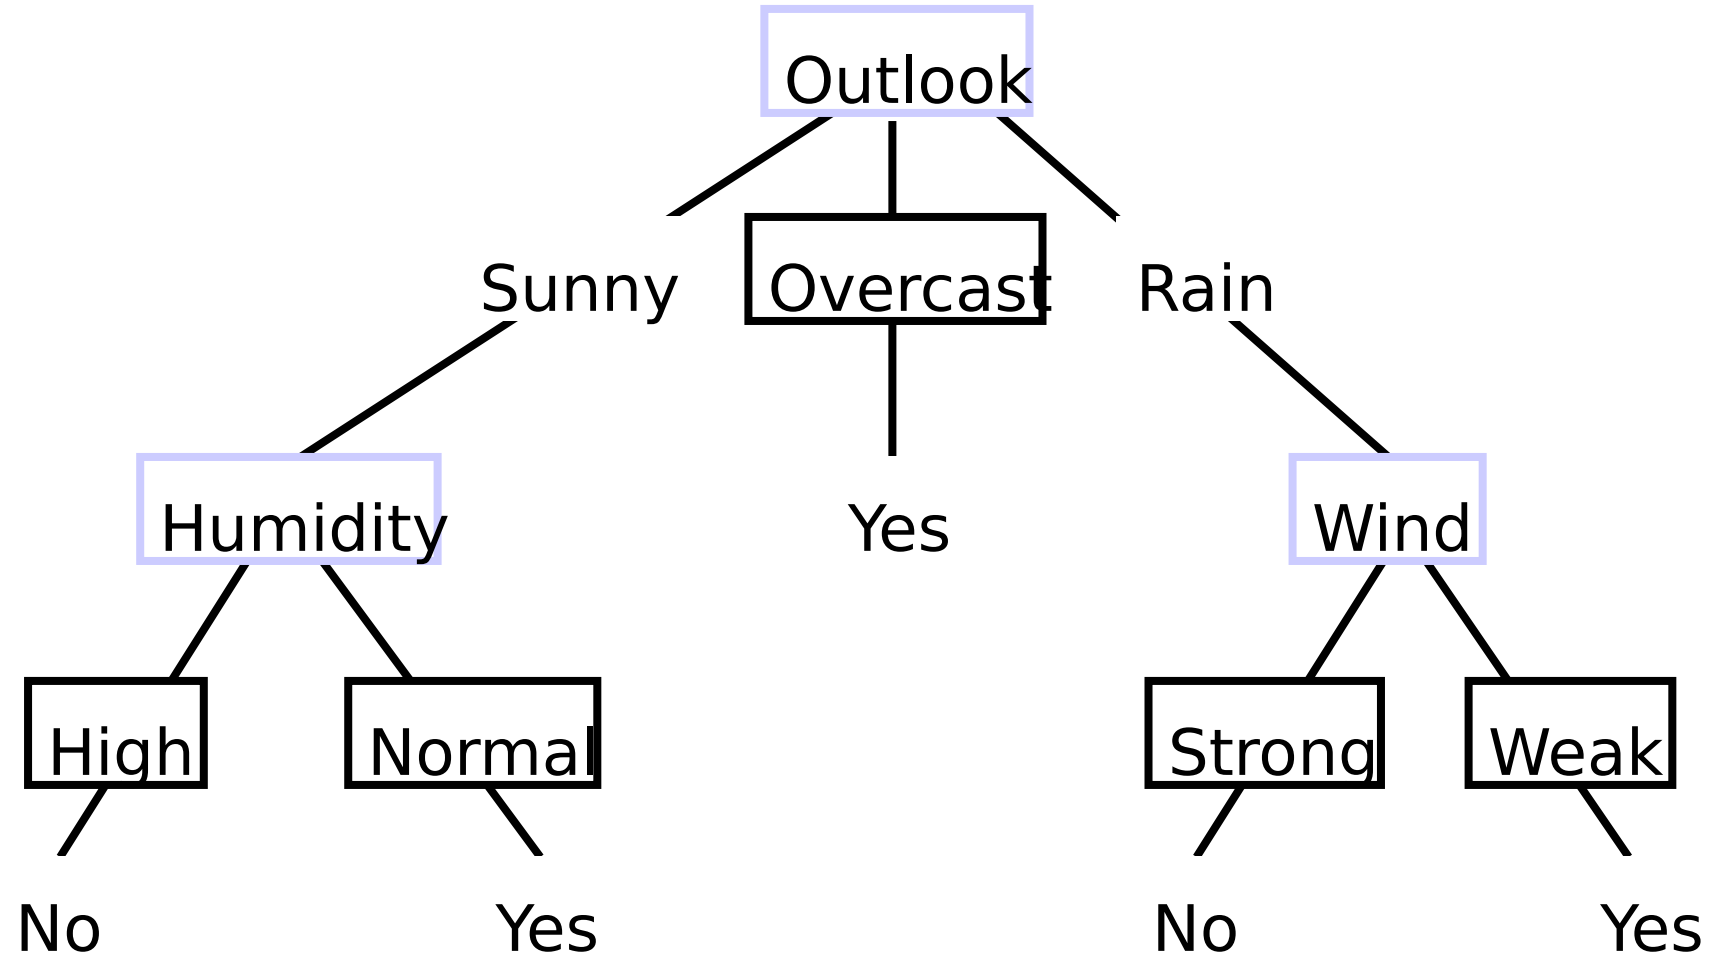 Outlook
Sunny Overcast Rain
Humidity Yes Wind
High Normal Strong Weak
No Yes No Yes